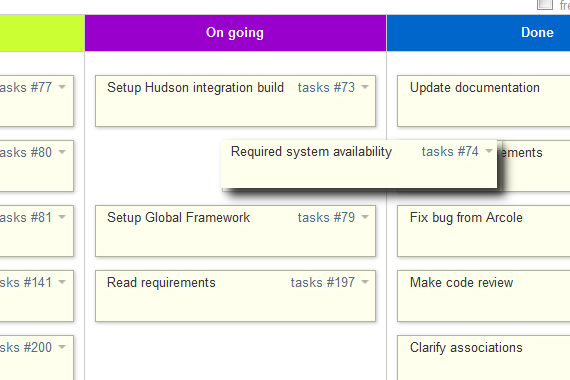 fre
On going
Done
asks #77
Setup Hudson integration build tasks #73
Update documentation
asks #80
Required system availability tasks #74
ements
asks #81
Setup Global Framework tasks #79
Fix bug from Arcole
sks #141
Read requirements tasks #197
Make code review
sks #200
Clarify associations